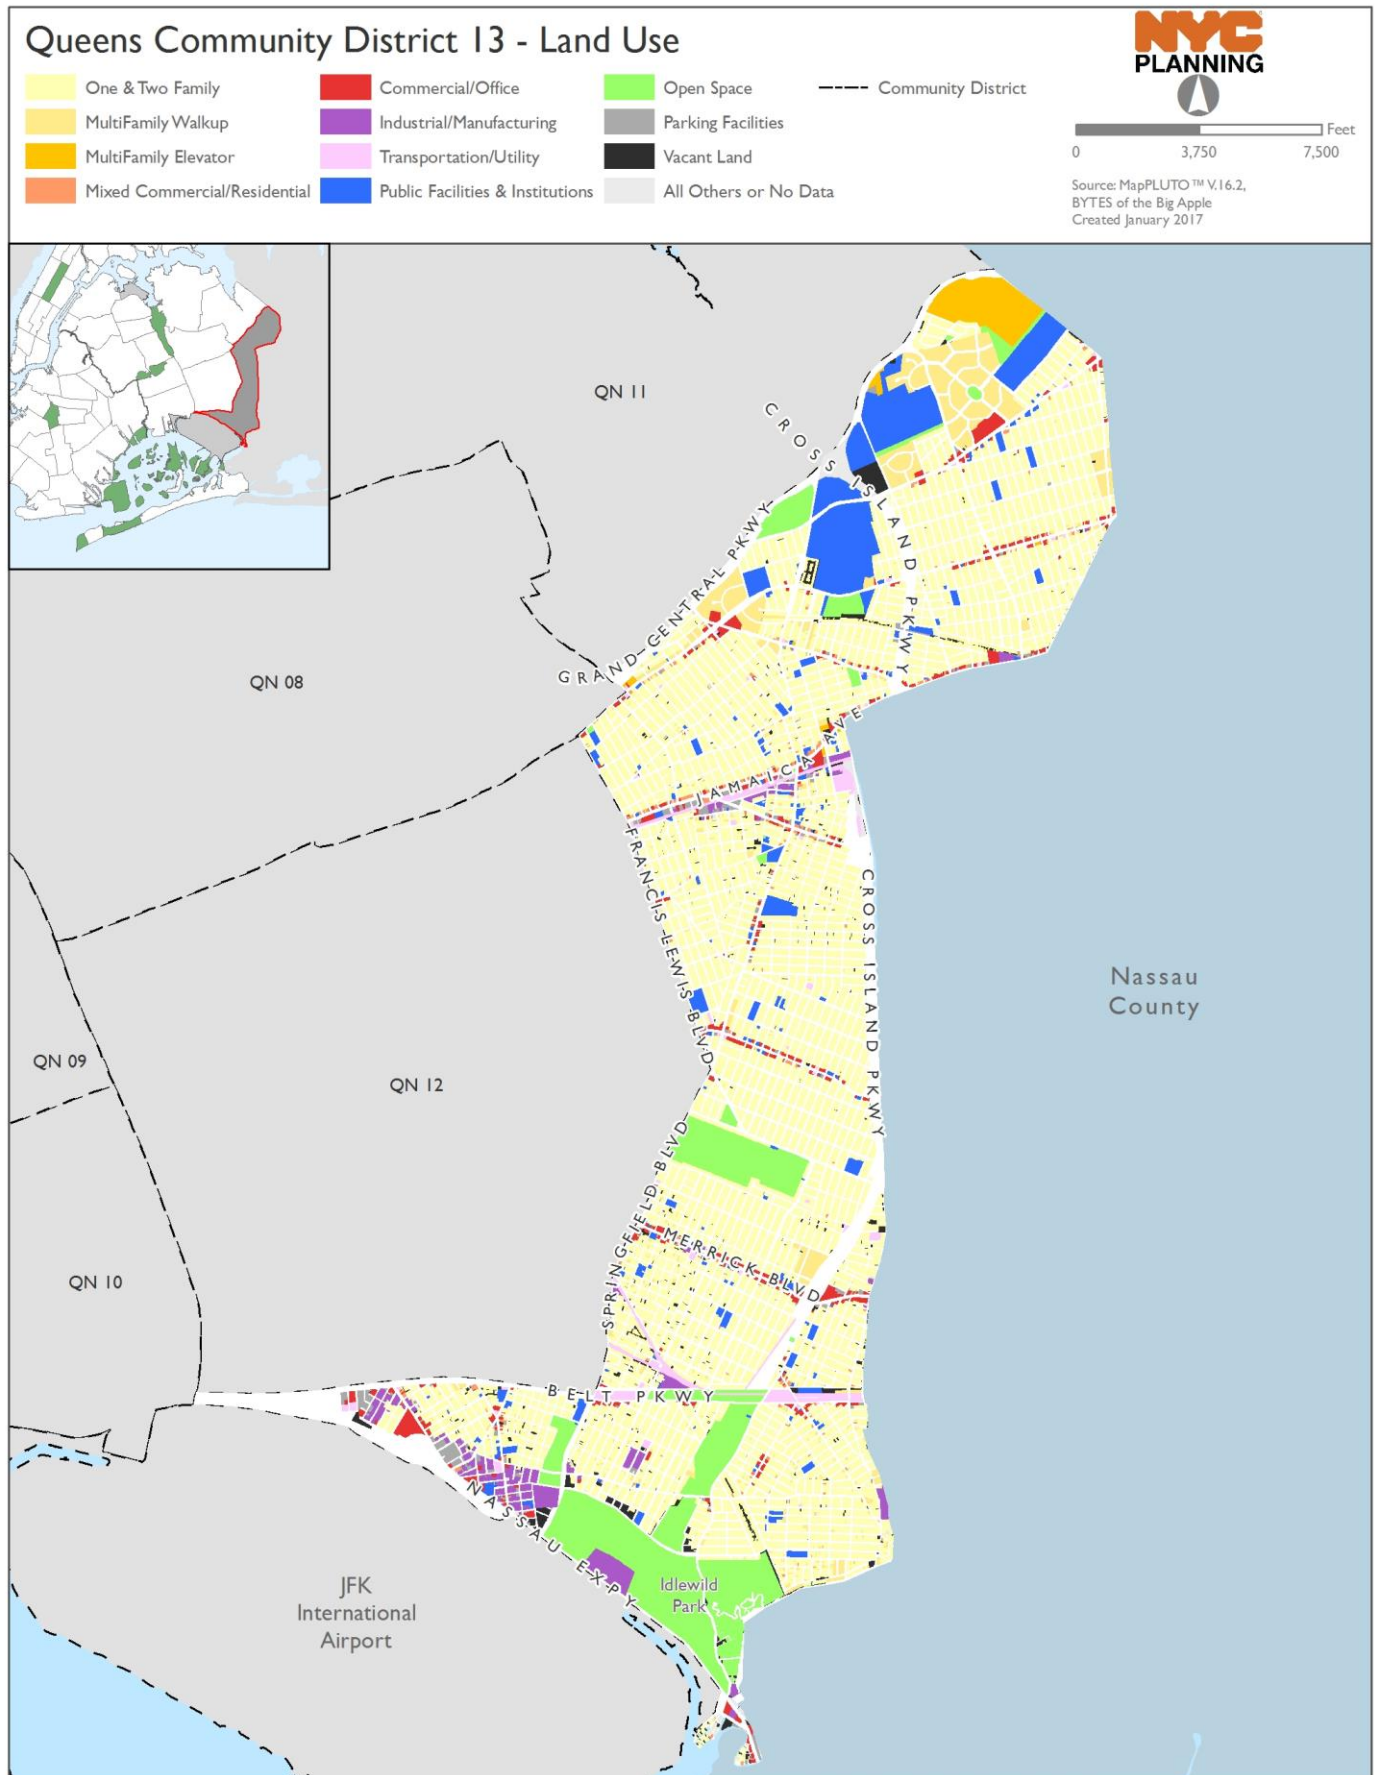 Queens Community District 13 - Land Use
One & Two Family
MultiFamily Walkup
MultiFamily Elevator
Mixed Commercial/Residential
Commercial/Office
Industrial/Manufacturing
Transportation/Utility
Public Facilities & Institutions
Open Space
Parking Facilities
Vacant Land
All Others or No Data
Community District
NYC
PLANNING
Feet
0 3,750 7,500
Source: MapPLUTO™ V.16.2,
BYTES of the Big Apple
Created January 2017
QN 11
CROSS ISLAND PKWY
GRAND CENTRAL PKWY
QN 08
JAMAICA AVE
FRANCIS LEWIS BLVD
CROSS ISLAND PKWY
Nassau
County
QN 09
QN 12
SPRINGFIELD BLVD
MERRICK BLVD
QN 10
BELT PKWY
NASSAU EXPY
JFK
International
Airport
Idlewild
Park